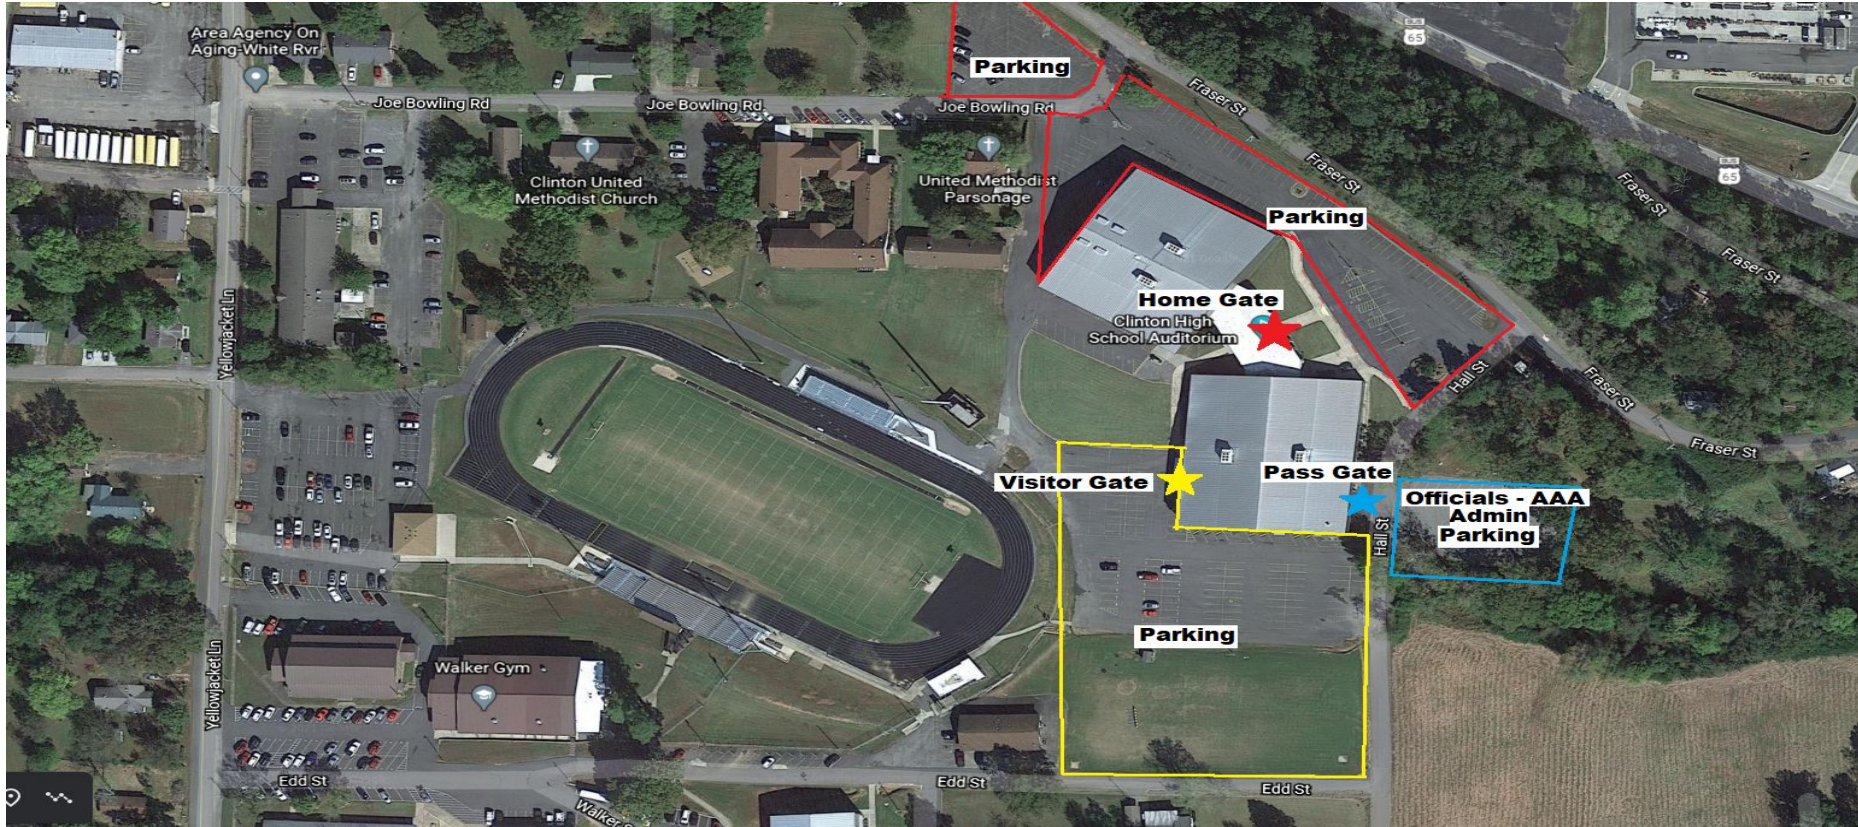 BUS
65
Area Agency On
Aging-White Rvr
Parking
Joe Bowling Rd
Joe Bowling Rd
Joe Bowling Rd
Fraser St
Fraser St
Fraser St
Fraser St
BUS
65
Clinton United
Methodist Church
United Methodist
Parsonage
Parking
Home Gate
Clinton High
School Auditorium
Yellowjacket Ln
Hall St
Fraser St
Fraser St
Visitor Gate
Pass Gate
Officials - AAA
Admin
Parking
Hall St
Parking
Walker Gym
Yellowjacket Ln
Edd St
Edd St
Edd St
Walker